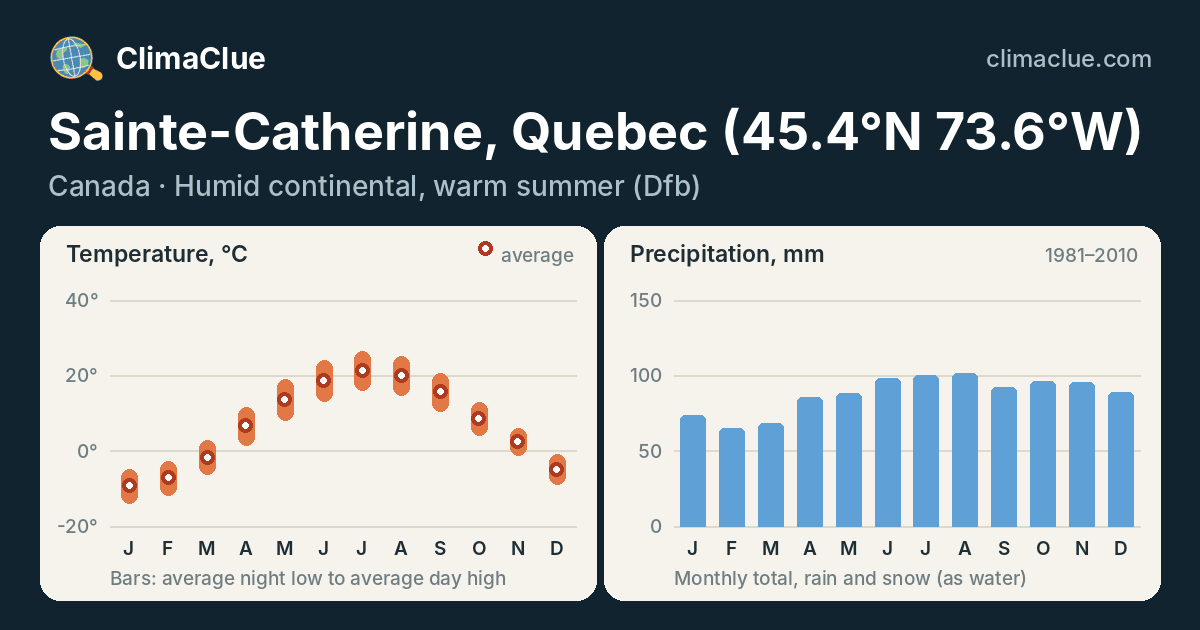 ClimaClue
climaclue.com
Sainte-Catherine, Quebec (45.4°N 73.6°W)
Canada · Humid continental, warm summer (Dfb)
Temperature, °C
average
40°
20°
0°
-20°
J F M A M J J A S O N D
Bars: average night low to average day high
Precipitation, mm
1981–2010
150
100
50
0
J F M A M J J A S O N D
Monthly total, rain and snow (as water)